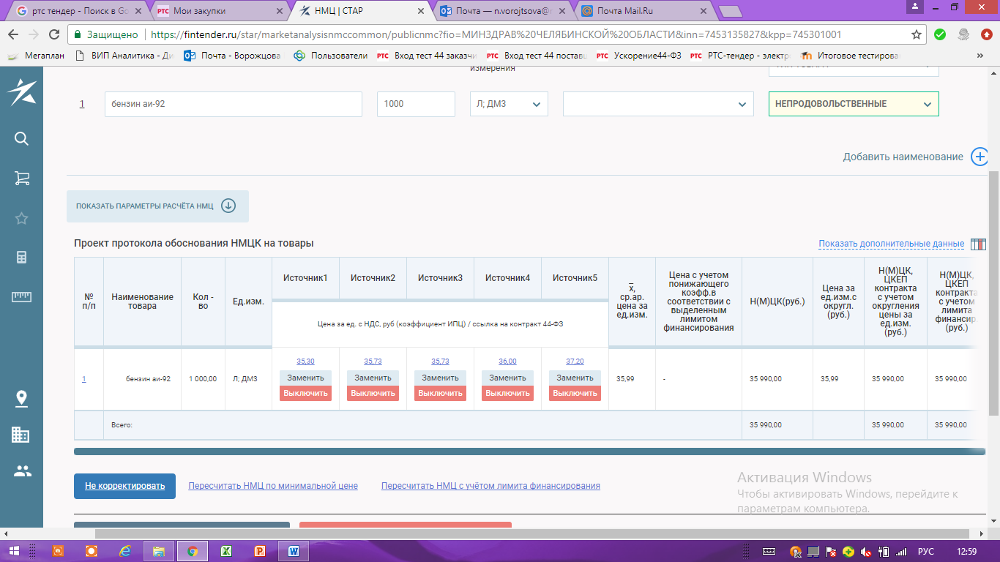 ртс тендер - Поиск в Go
РТС Мои закупки
НМЦ | СТАР
Почта — n.vorojtsova@r
Почта Mail.Ru
Защищено https://fintender.ru/star/marketanalysisnmccommon/publicnmc?fio=МИНЗДРАВ%20ЧЕЛЯБИНСКОЙ%20ОБЛАСТИ&inn=7453135827&kpp=745301001
Мегаплан ВИП Аналитика - Ди Почта - Ворожцова Пользователи РТС Вход тест 44 заказчи РТС Вход тест 44 постави РТС Ускорение44-ФЗ РТС РТС-тендер - электр Итоговое тестирова »
измерения
1 бензин аи-92 1000 Л; ДМ3 НЕПРОДОВОЛЬСТВЕННЫЕ
Добавить наименование
ПОКАЗАТЬ ПАРАМЕТРЫ РАСЧЁТА НМЦ
Проект протокола обоснования НМЦК на товары
Показать дополнительные данные
№
п/п
Наименование
товара
Кол -
во
Ед.изм.
Источник1 Источник2 Источник3 Источник4 Источник5
Цена за ед. с НДС, руб (коэффициент ИПЦ) / ссылка на контракт 44-ФЗ
_
x,
ср.ар.
цена за
ед.изм.
Цена с учетом
понижающего
коэфф.в
соответствии с
выделенным
лимитом
финансирования
Н(М)ЦК(руб.)
Цена за
ед.изм.с
округл.
(руб.)
Н(М)ЦК,
ЦКЕП
контракта
с учетом
округления
цены за
ед.изм.
(руб.)
Н(М)ЦК,
ЦКЕП
контракта
с учетом
лимита
финансир.
(руб.)
1 бензин аи-92 1 000,00 Л; ДМ3 35,30 35,73 35,73 36,00 37,20 35,99 - 35 990,00 35,99 35 990,00 35 990,00
Заменить Заменить Заменить Заменить Заменить
Выключить Выключить Выключить Выключить Выключить
Всего: 35 990,00 35 990,00 35 990,00
Не корректировать Пересчитать НМЦ по минимальной цене Пересчитать НМЦ с учётом лимита финансирования
Активация Windows
Чтобы активировать Windows, перейдите к
параметрам компьютера.
РУС 12:59